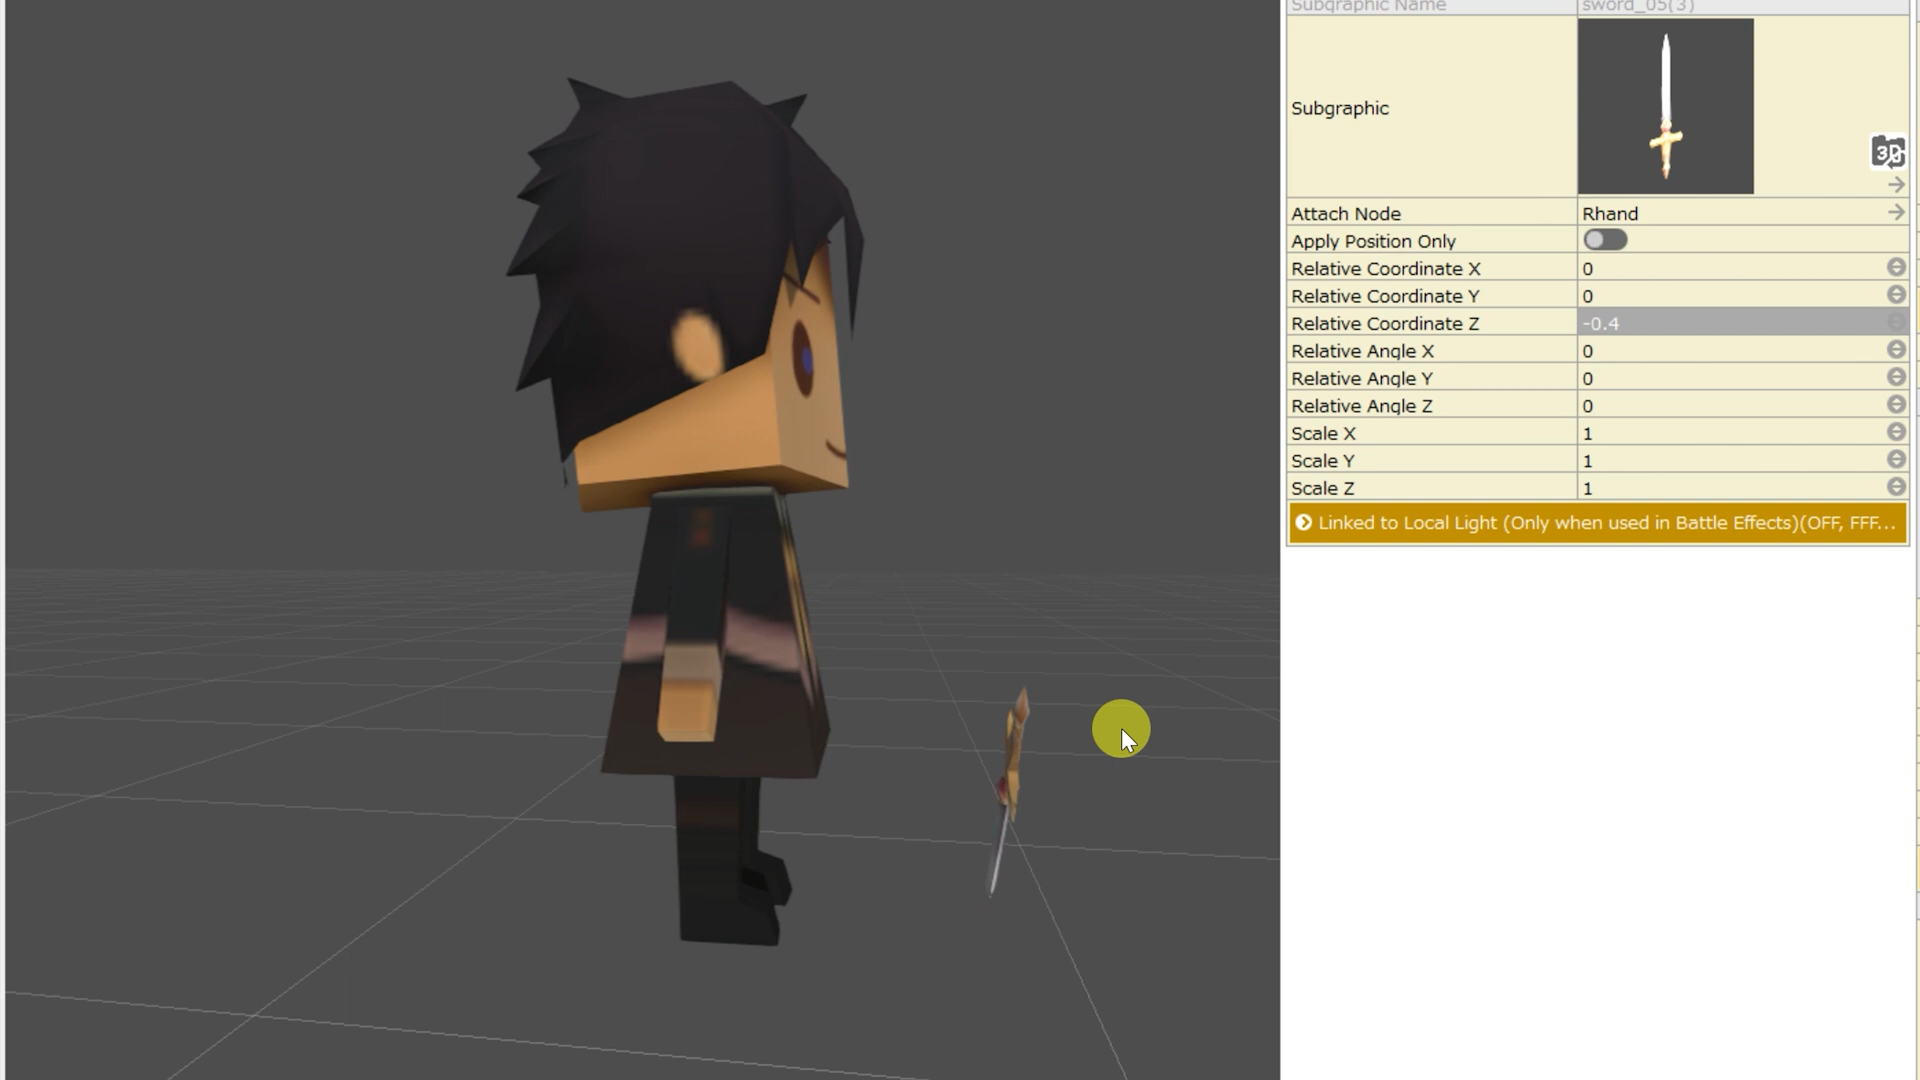 Subgraphic Name sword_05(3)
Subgraphic
3D
Attach Node Rhand
Apply Position Only
Relative Coordinate X 0
Relative Coordinate Y 0
Relative Coordinate Z -0.4
Relative Angle X 0
Relative Angle Y 0
Relative Angle Z 0
Scale X 1
Scale Y 1
Scale Z 1
Linked to Local Light (Only when used in Battle Effects)(OFF, FFF...